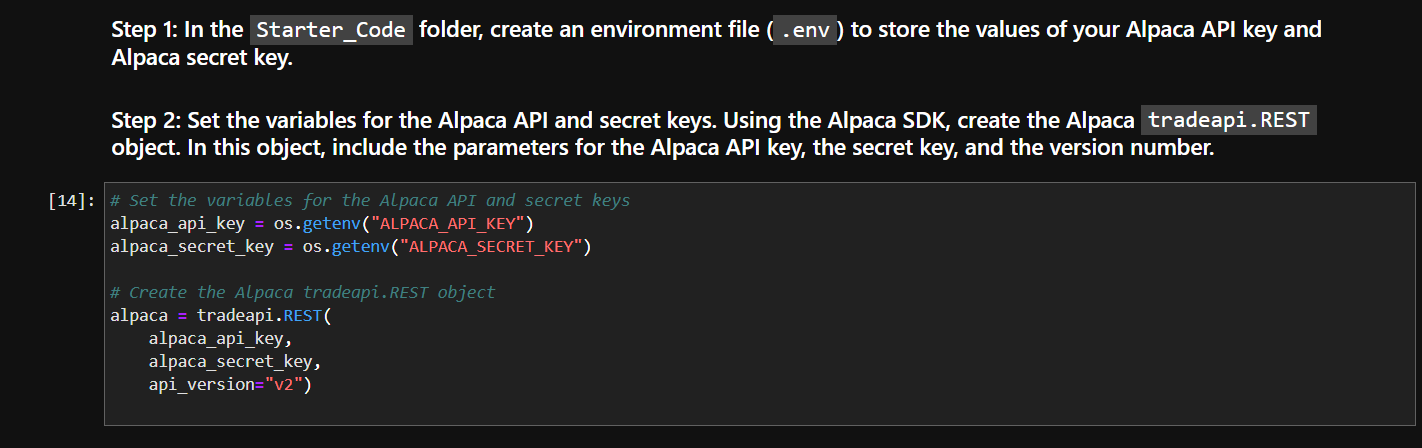 Step 1: In the Starter_Code folder, create an environment file (.env) to store the values of your Alpaca API key and
Alpaca secret key.
Step 2: Set the variables for the Alpaca API and secret keys. Using the Alpaca SDK, create the Alpaca tradeapi.REST
object. In this object, include the parameters for the Alpaca API key, the secret key, and the version number.
[14]: # Set the variables for the Alpaca API and secret keys
alpaca_api_key = os.getenv("ALPACA_API_KEY")
alpaca_secret_key = os.getenv("ALPACA_SECRET_KEY")
# Create the Alpaca tradeapi.REST object
alpaca = tradeapi.REST(
    alpaca_api_key,
    alpaca_secret_key,
    api_version="v2")